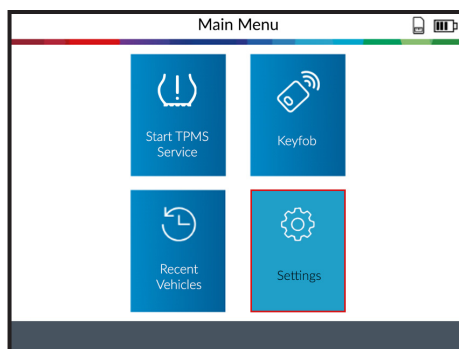 Main Menu
Start TPMS
Service
Keyfob
Recent
Vehicles
Settings